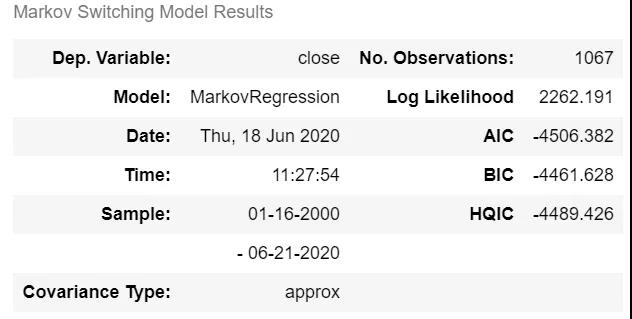 Markov Switching Model Results
Dep. Variable: close No. Observations: 1067
Model: MarkovRegression Log Likelihood 2262.191
Date: Thu, 18 Jun 2020 AIC -4506.382
Time: 11:27:54 BIC -4461.628
Sample: 01-16-2000 HQIC -4489.426
- 06-21-2020
Covariance Type: approx